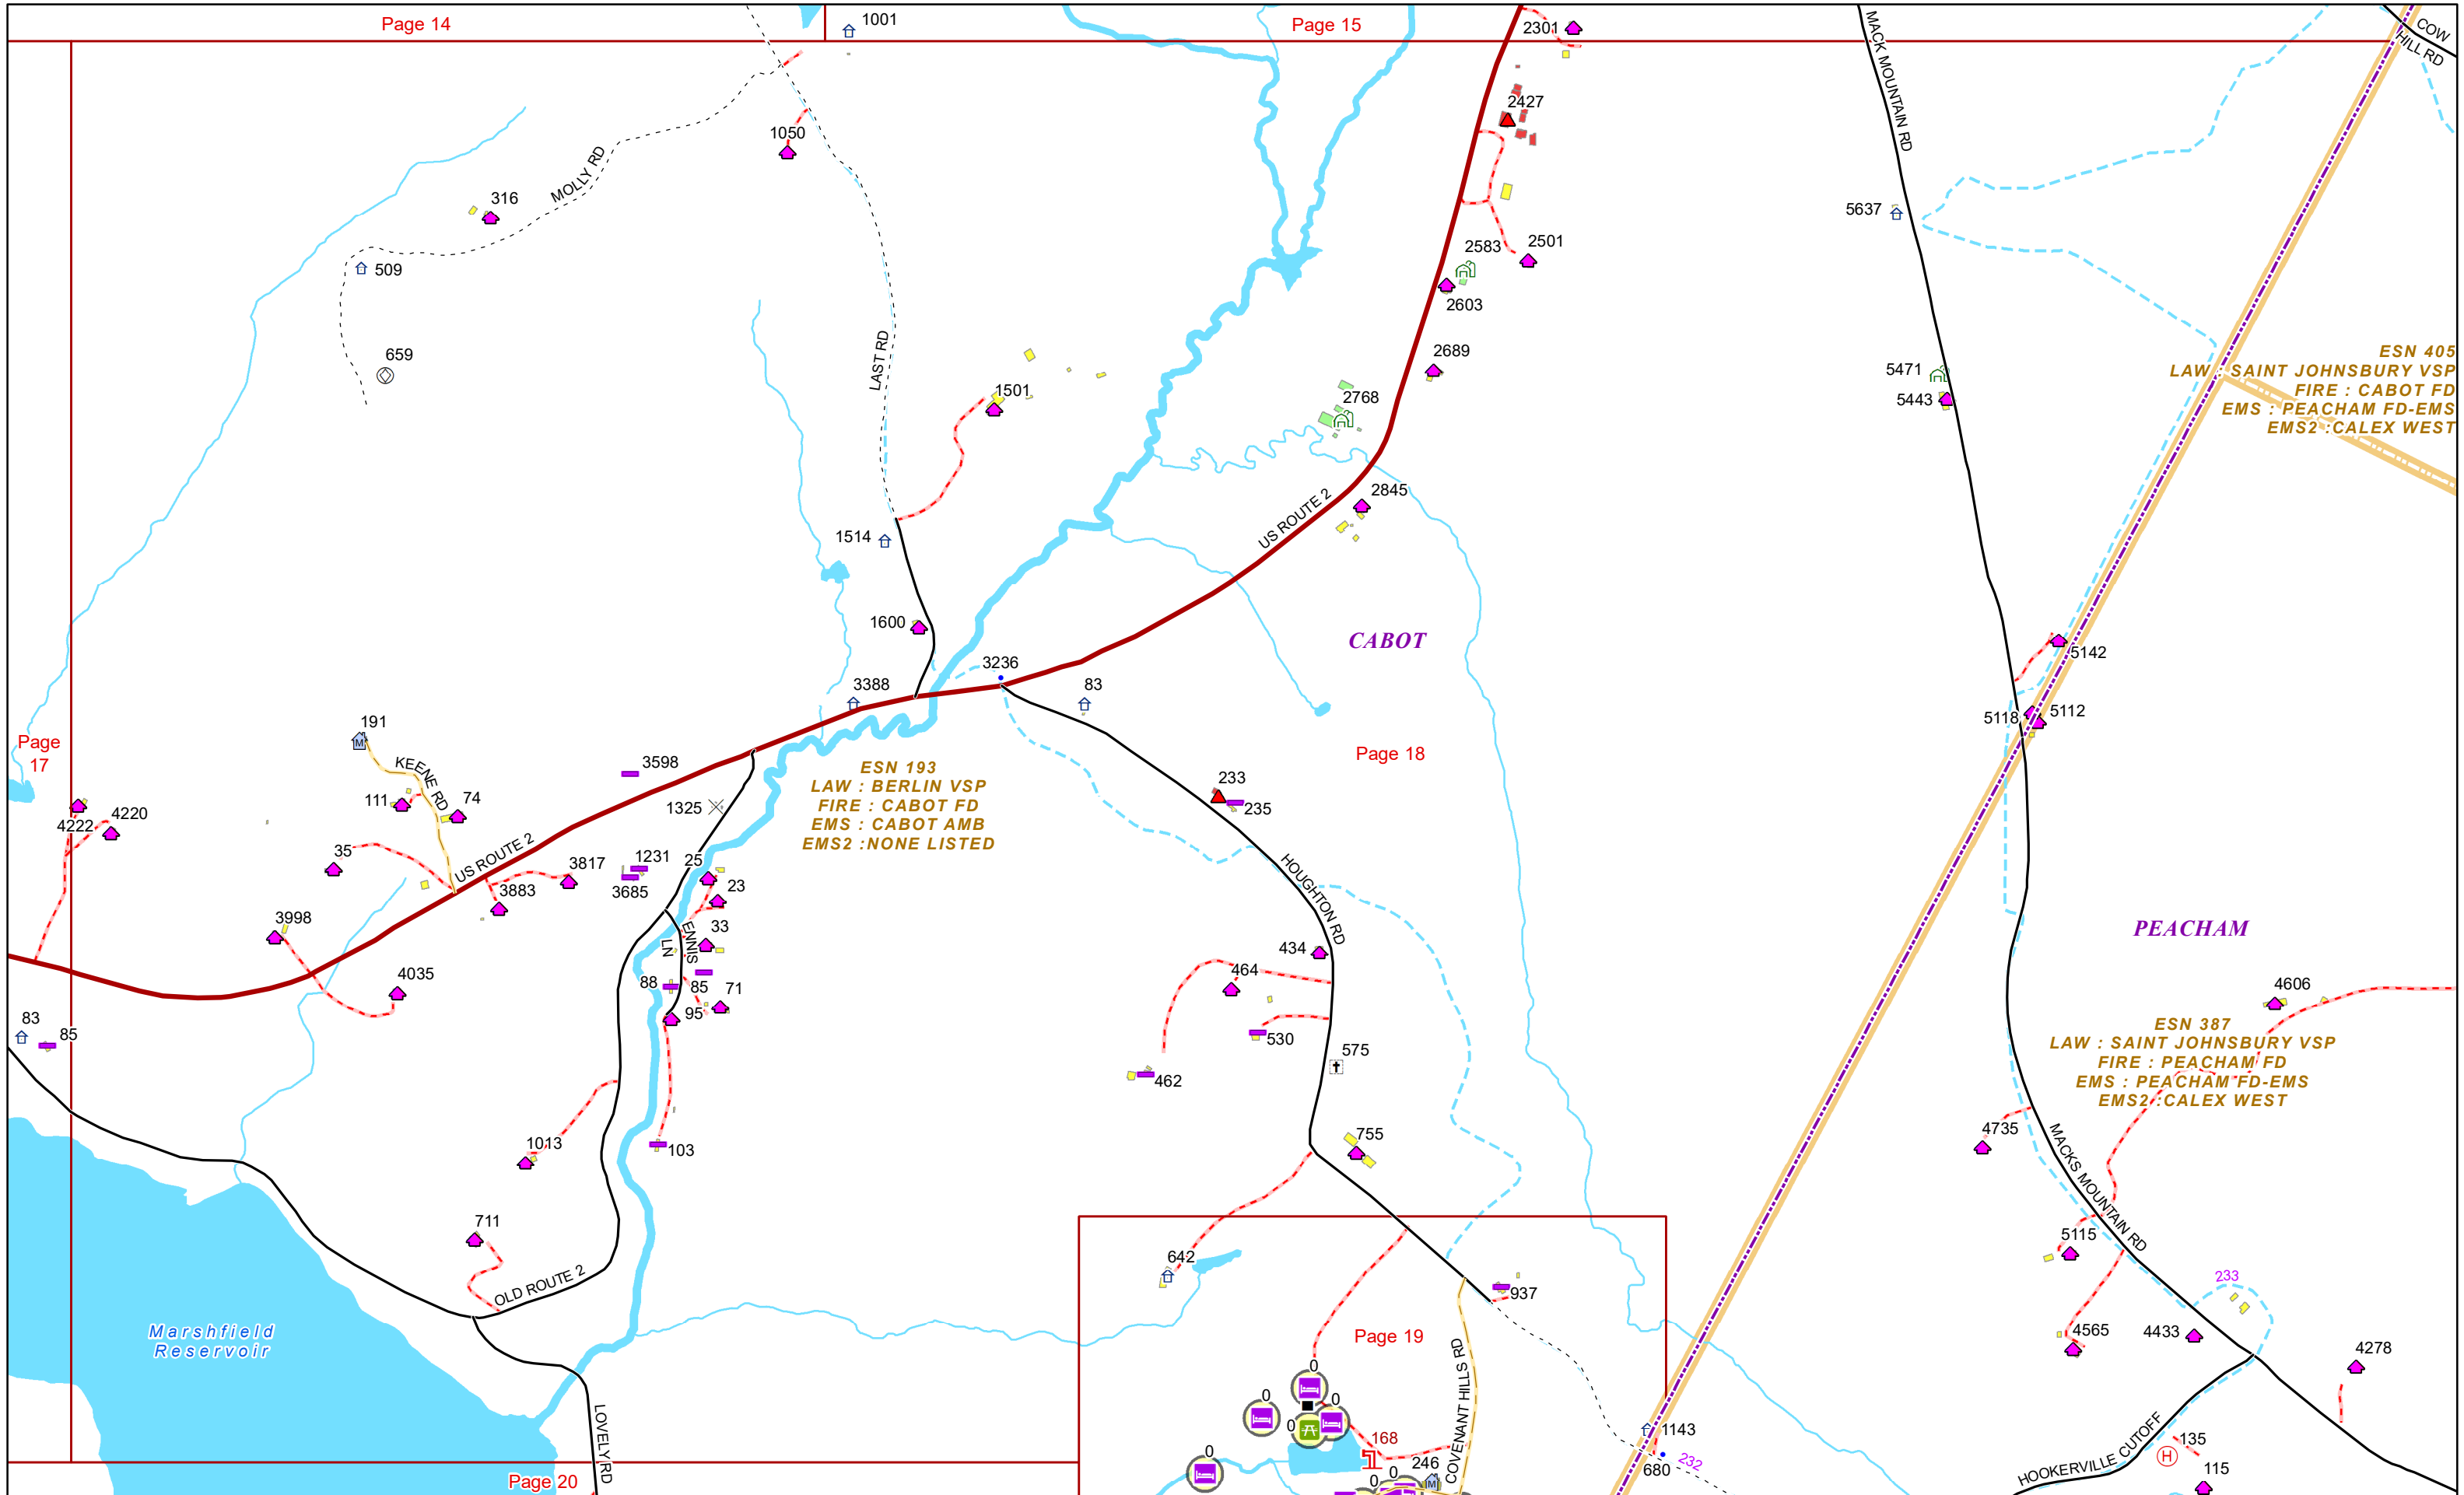 Page 14
1001
Page 15
2301
MACK MOUNTAIN RD
COW
HILL RD
2427
1050
MOLLY RD
316
509
5637
2583
2501
2603
659
LAST RD
2689
1501
2768
5471
5443
ESN 405
LAW : SAINT JOHNSBURY VSP
FIRE : CABOT FD
EMS : PEACHAM FD-EMS
EMS2 :CALEX WEST
2845
US ROUTE 2
1514
1600
CABOT
3236
5142
3388
83
5118
5112
191
Page
17
KEENE RD
3598
Page 18
ESN 193
LAW : BERLIN VSP
FIRE : CABOT FD
EMS : CABOT AMB
EMS2 :NONE LISTED
233
235
111
74
1325
4222
4220
35
US ROUTE 2
3817
1231
3685
25
23
3883
HOUGHTON RD
3998
ENNIS
LN
33
434
PEACHAM
4035
88
85
71
95
464
4606
83
85
530
575
462
ESN 387
LAW : SAINT JOHNSBURY VSP
FIRE : PEACHAM FD
EMS : PEACHAM FD-EMS
EMS2 :CALEX WEST
1013
103
755
4735
MACKS MOUNTAIN RD
711
642
5115
OLD ROUTE 2
937
233
Marshfield
Reservoir
Page 19
4565
4433
4278
COVENANT HILLS RD
0
0
0
0
0
168
LOVELY RD
1143
680
232
HOOKERVILLE CUTOFF
135
H
115
246
M
0
0
Page 20